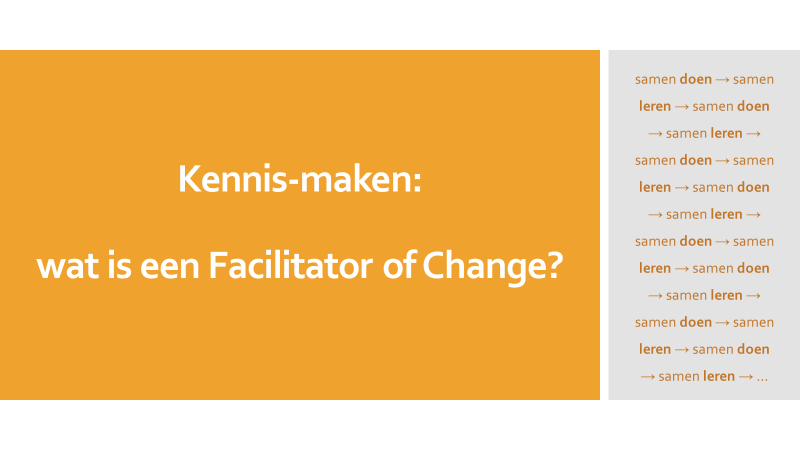 Kennis-maken:
wat is een Facilitator of Change?
samen doen → samen
leren → samen doen
→ samen leren →
samen doen → samen
leren → samen doen
→ samen leren →
samen doen → samen
leren → samen doen
→ samen leren →
samen doen → samen
leren → samen doen
→ samen leren → ...